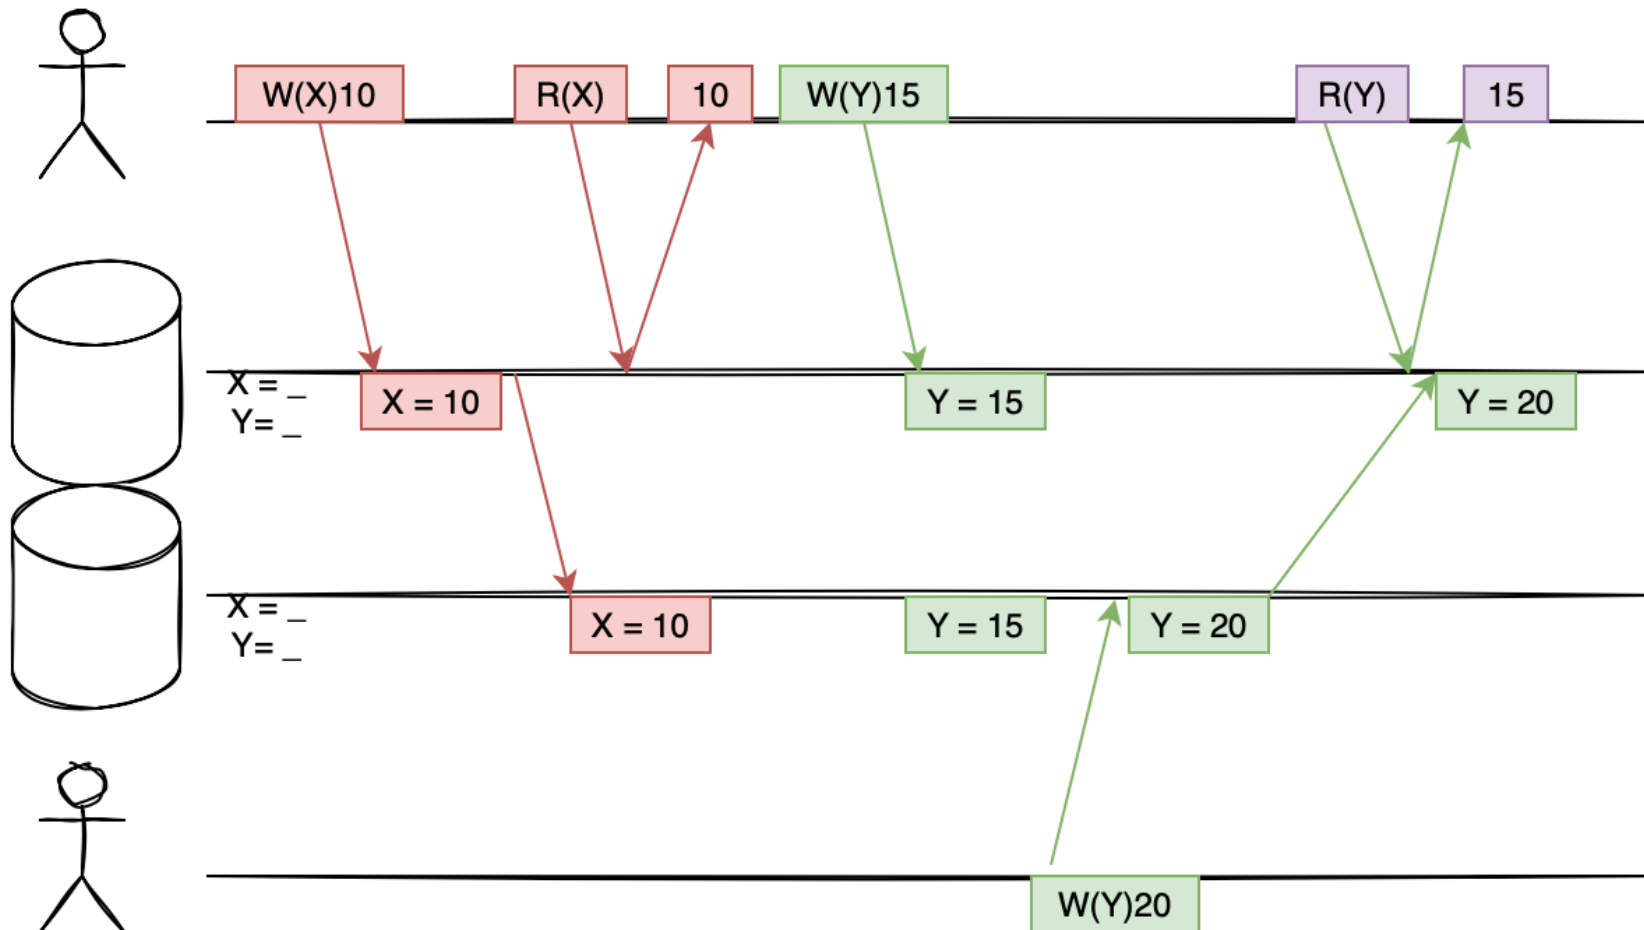 W(X)10
R(X)
10
W(Y)15
R(Y)
15
X = _
Y= _
X = 10
Y = 15
Y = 20
X = _
Y= _
X = 10
Y = 15
Y = 20
W(Y)20